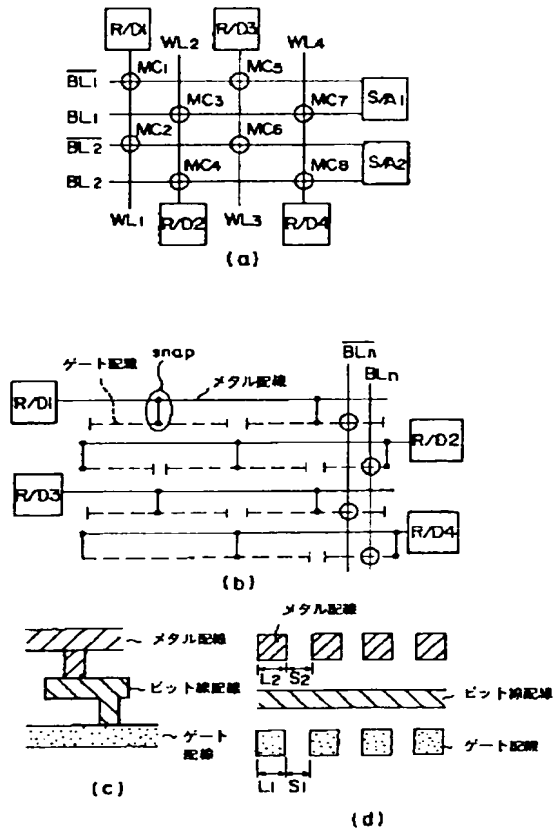 R/D1
R/D3
WL2
WL4
MC1
MC5
BL1
S/A1
BL1
MC3
MC7
MC2
MC6
BL2
S/A2
MC4
MC8
BL2
WL1
R/D2
WL3
R/D4
(a)
snap
BLn
ゲート配線
メタル配線
BLn
R/D1
R/D2
R/D3
R/D4
(b)
メタル配線
メタル配線
L2
S2
ビット線配線
ビット線配線
ゲート
配線
ゲート配線
L1
S1
(c)
(d)